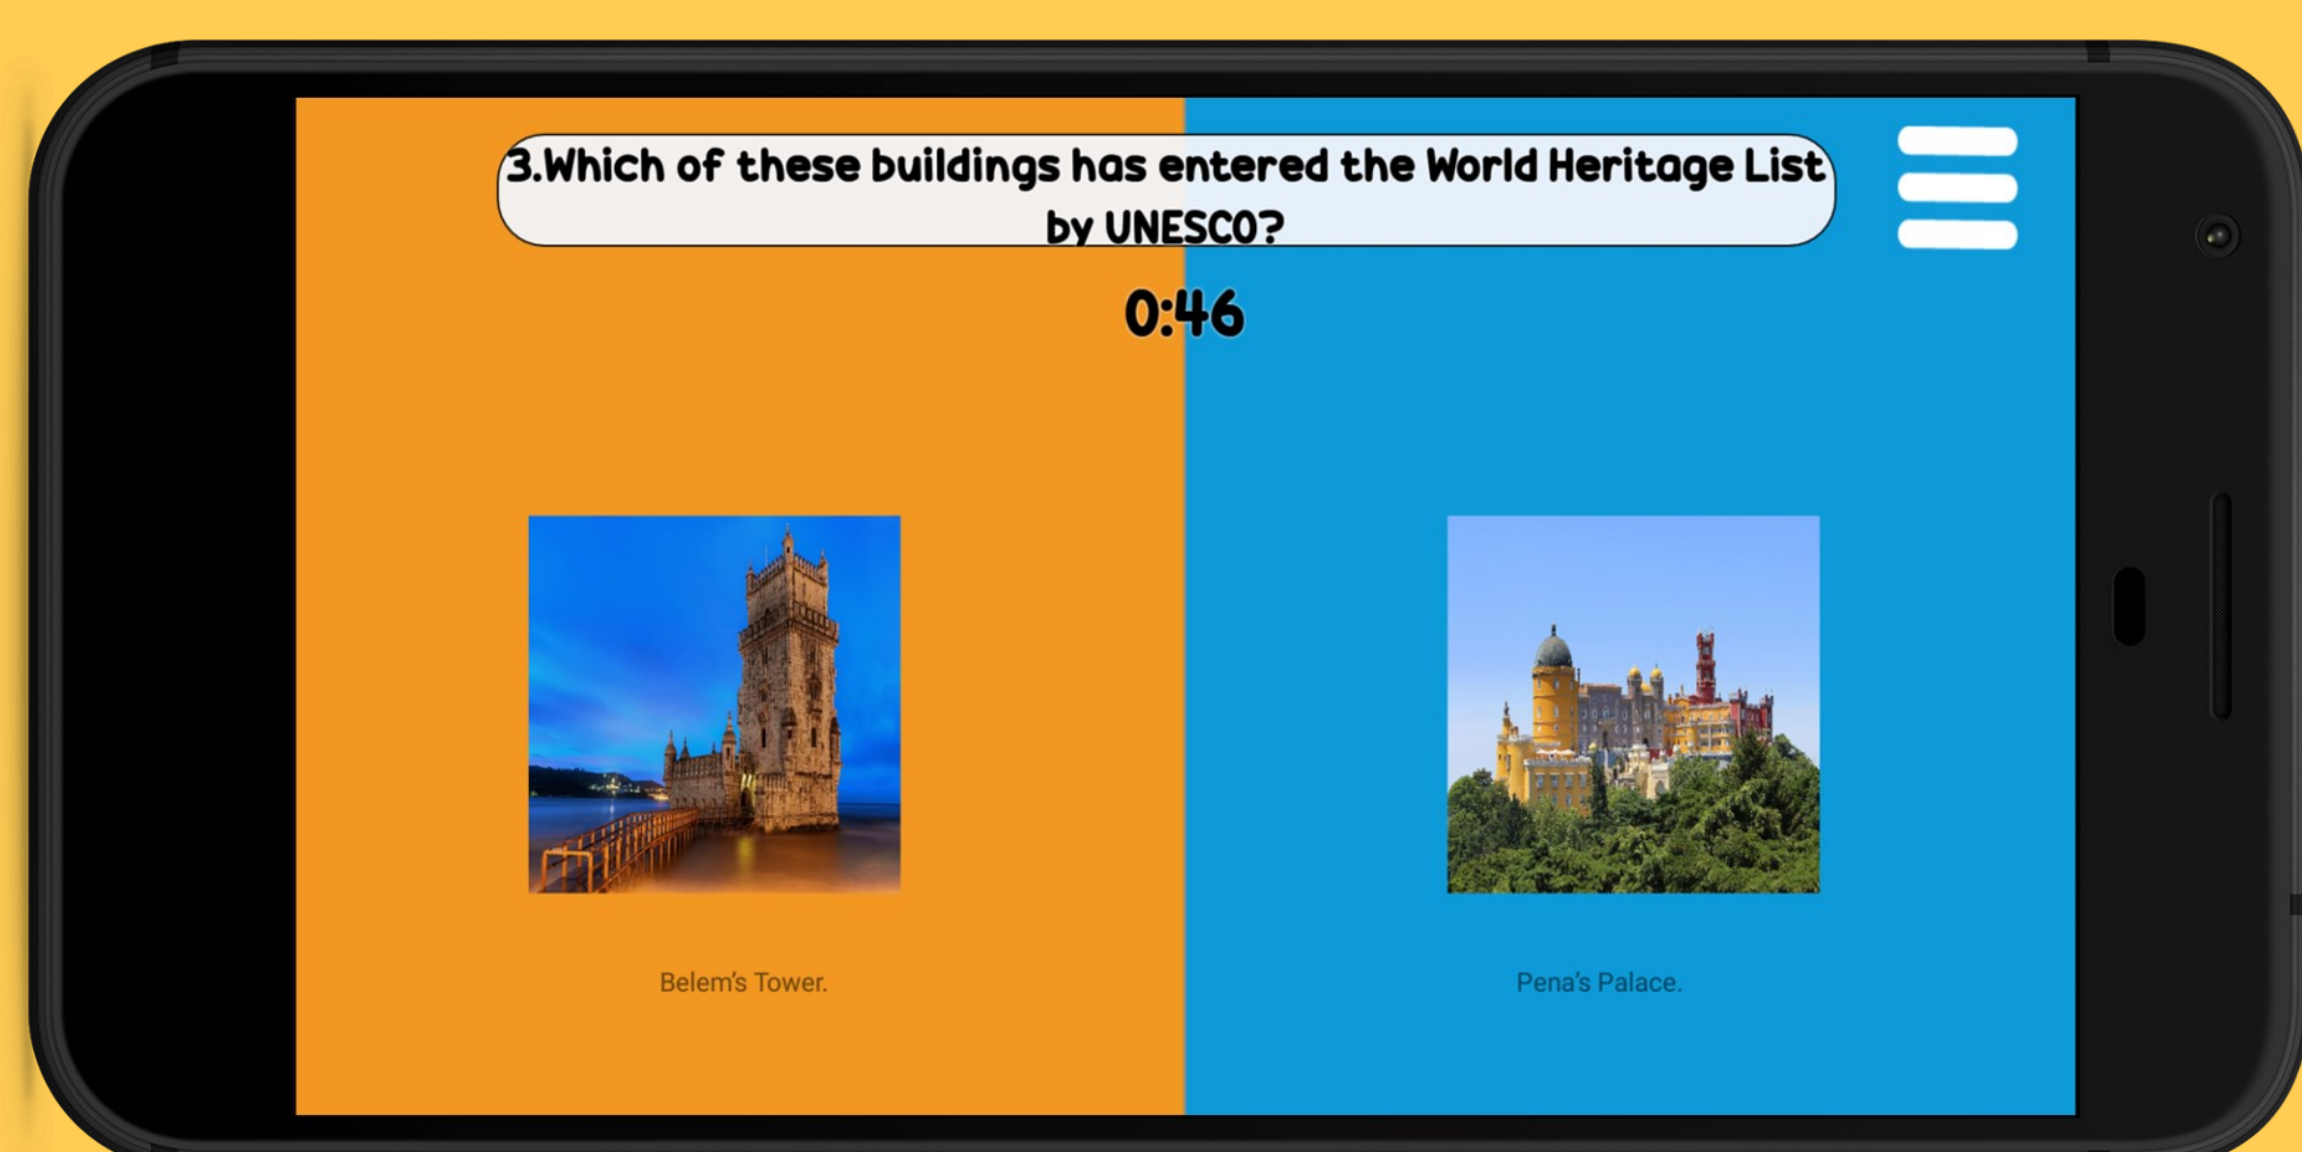 3.Which of these buildings has entered the World Heritage List
by UNESCO?
0:46
Belem's Tower.
Pena's Palace.